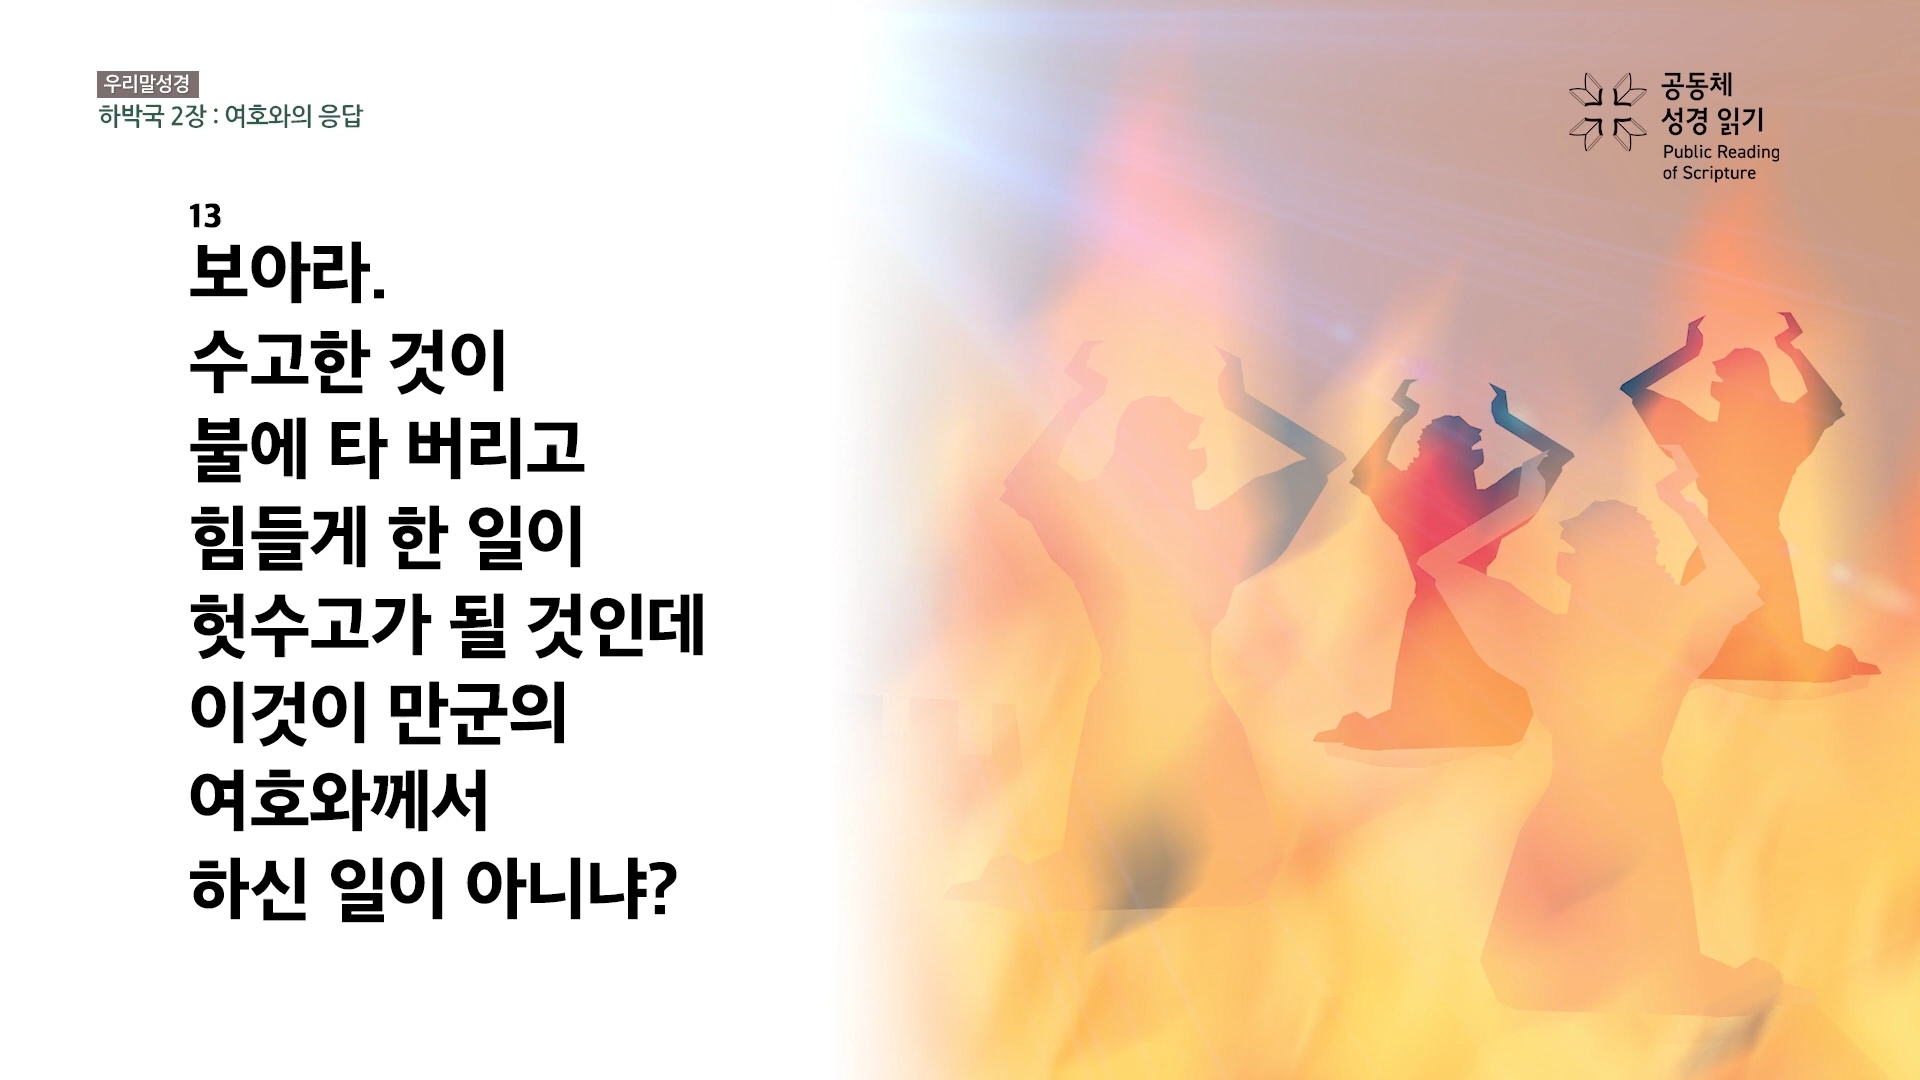 우리말성경
하박국 2장 : 여호와의 응답
공동체
성경 읽기
Public Reading
of Scripture
13
보아라.
수고한 것이
불에 타 버리고
힘들게 한 일이
헛수고가 될 것인데
이것이 만군의
여호와께서
하신 일이 아니냐?